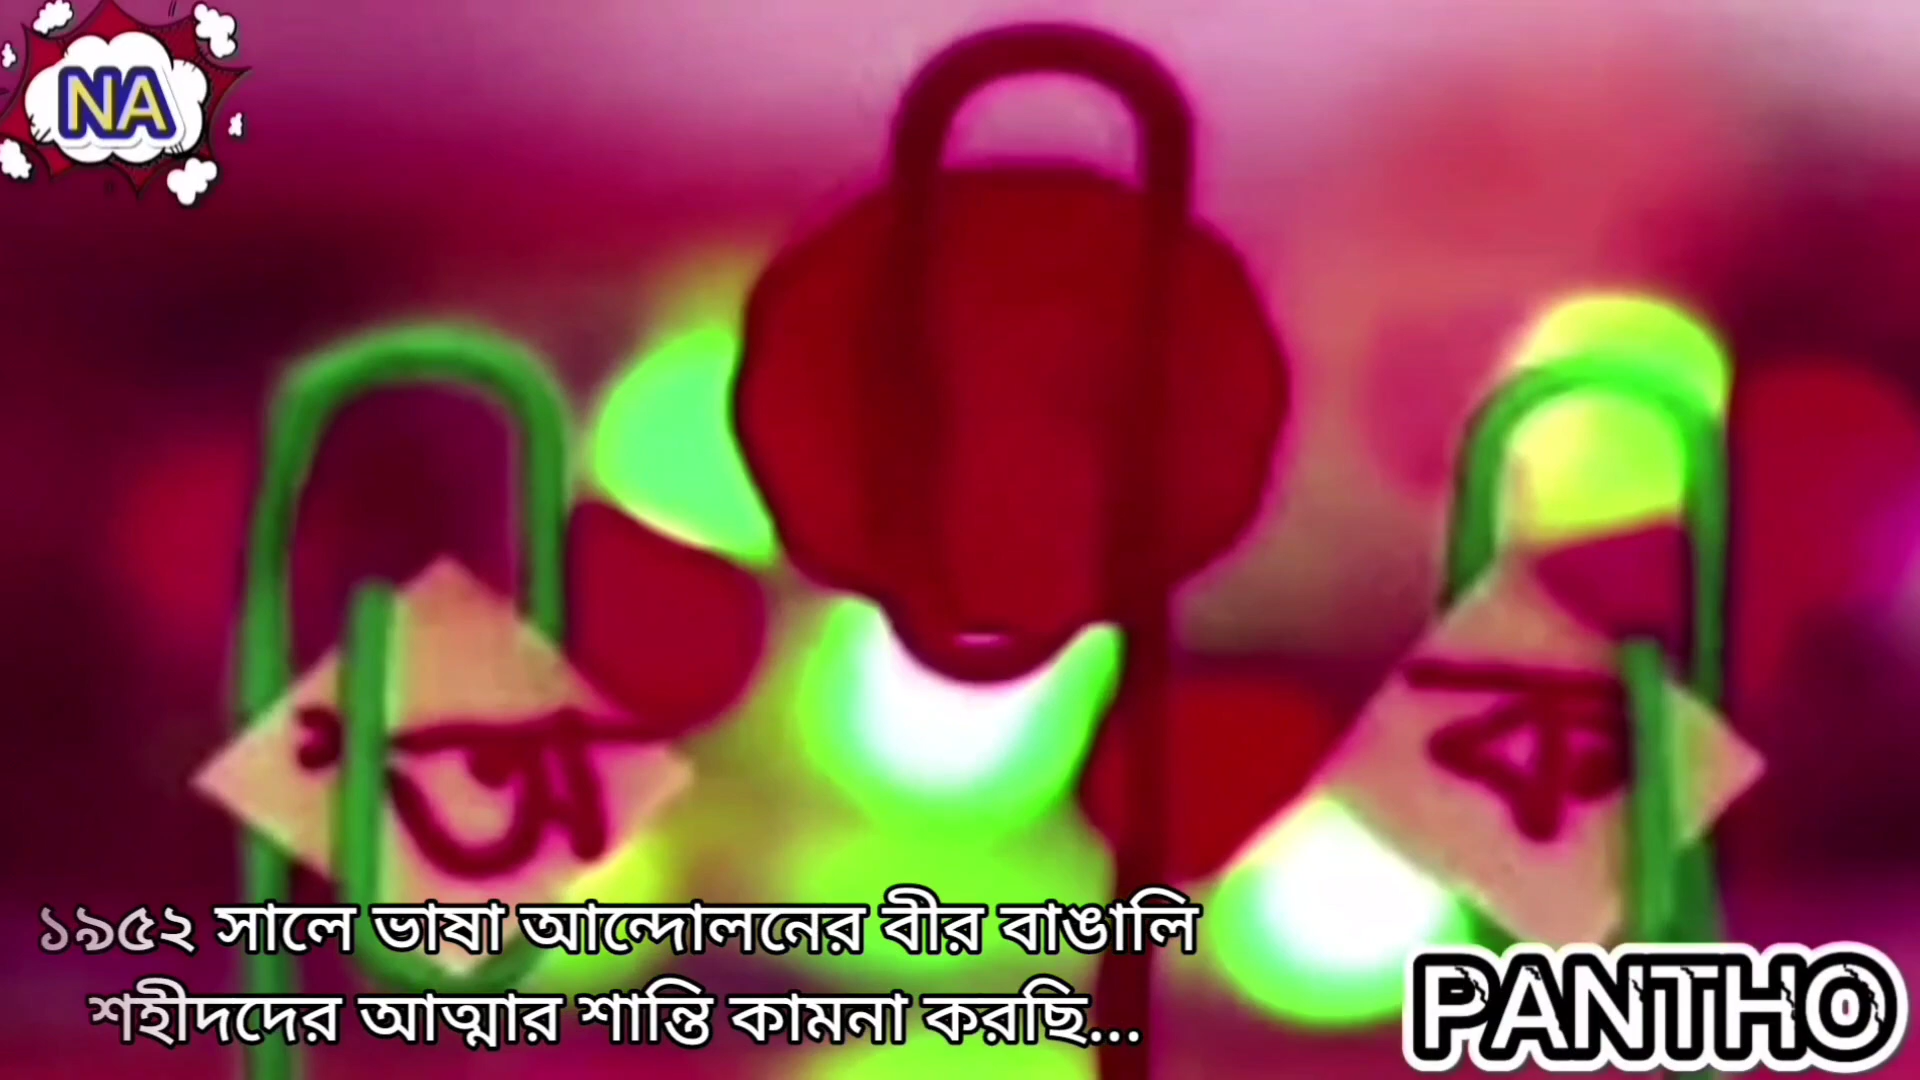 NA
অ
ক
১৯৫২ সালে ভাষা আন্দোলনের বীর বাঙালি
শহীদদের আত্মার শান্তি কামনা করছি...
PANTHO